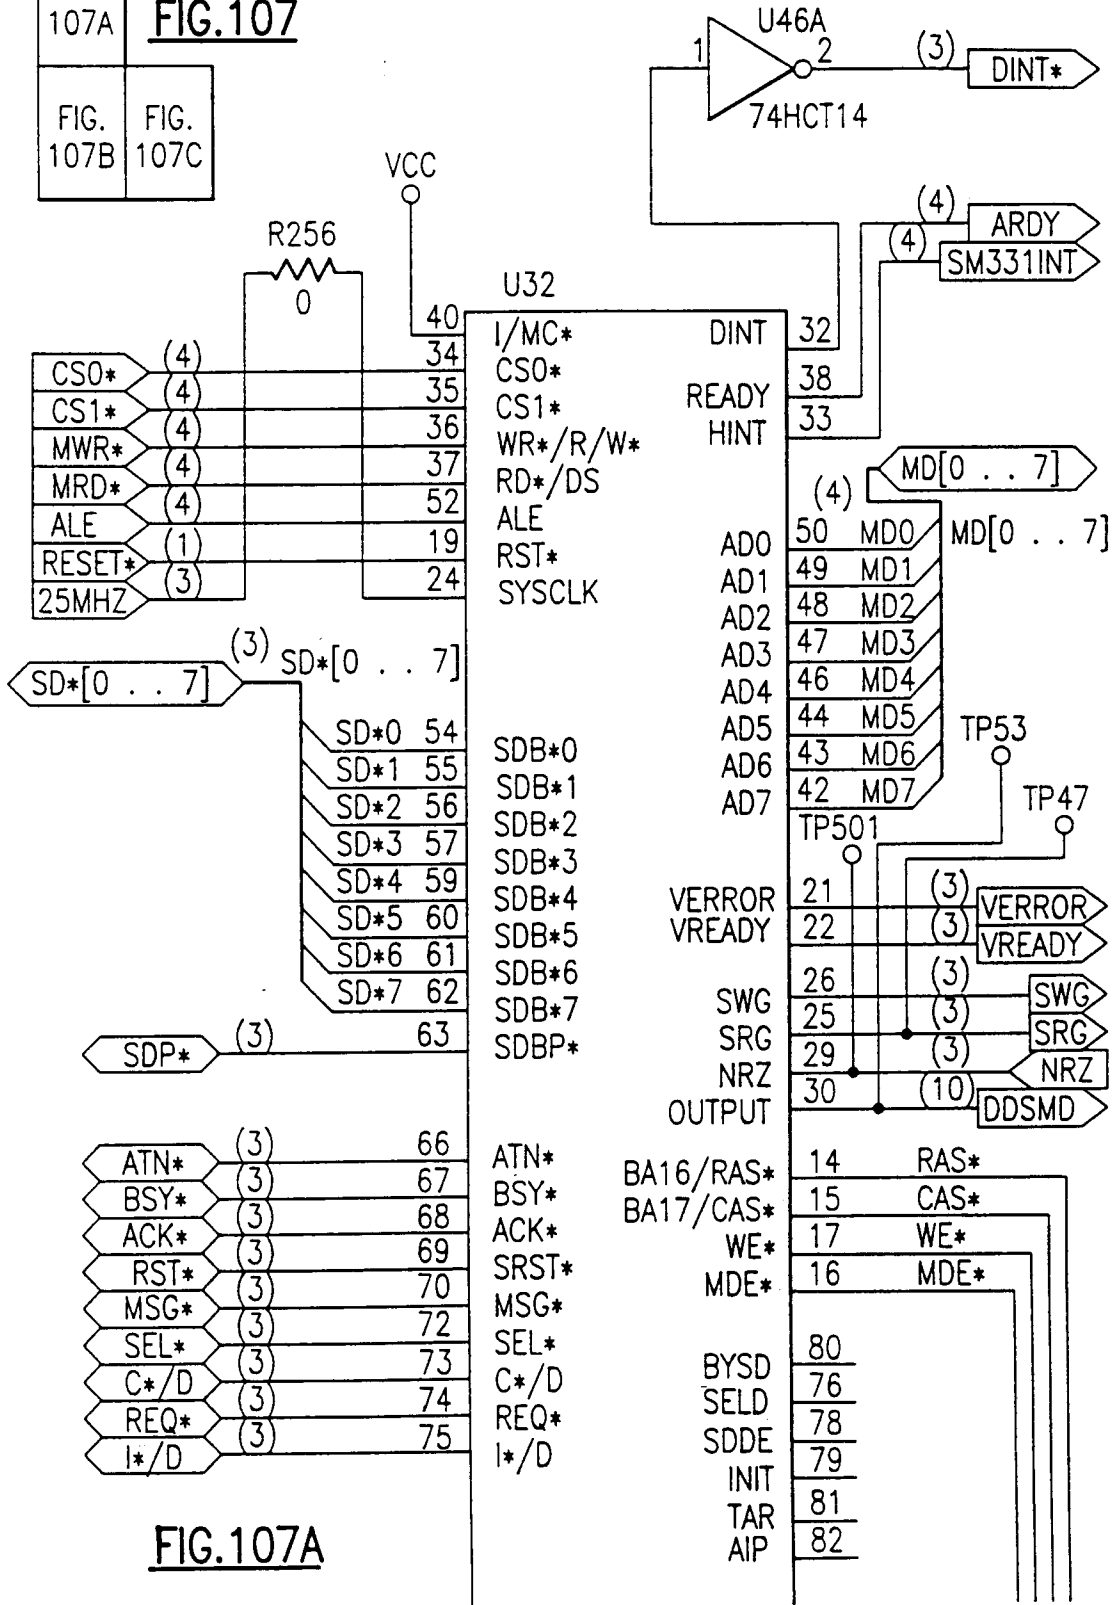 107A
FIG.107
FIG.
107B
FIG.
107C
U46A
1
2
74HCT14
(3)
DINT*
VCC
R256
0
(4)
ARDY
(4)
SM331INT
U32
40
I/MC*
CS0*
(4)
34
CS0*
CS1*
(4)
35
CS1*
MWR*
(4)
36
WR*/R/W*
MRD*
(4)
37
RD*/DS
ALE
(4)
52
ALE
RESET*
(1)
19
RST*
25MHZ
(3)
24
SYSCLK
DINT
32
READY
38
HINT
33
MD[0 . . 7]
(4)
MD[0 . . 7]
AD0
50
MD0
AD1
49
MD1
AD2
48
MD2
AD3
47
MD3
AD4
46
MD4
AD5
44
MD5
AD6
43
MD6
AD7
42
MD7
SD*[0 . . 7]
(3)
SD*[0 . . 7]
SD*0
54
SDB*0
SD*1
55
SDB*1
SD*2
56
SDB*2
SD*3
57
SDB*3
SD*4
59
SDB*4
SD*5
60
SDB*5
SD*6
61
SDB*6
SD*7
62
SDB*7
SDP*
(3)
63
SDBP*
TP53
TP47
TP501
VERROR
21
(3)
VERROR
VREADY
22
(3)
VREADY
SWG
26
(3)
SWG
SRG
25
(3)
SRG
NRZ
29
(3)
NRZ
OUTPUT
30
(10)
DDSMD
ATN*
(3)
66
ATN*
BSY*
(3)
67
BSY*
ACK*
(3)
68
ACK*
RST*
(3)
69
SRST*
MSG*
(3)
70
MSG*
SEL*
(3)
72
SEL*
C*/D
(3)
73
C*/D
REQ*
(3)
74
REQ*
I*/D
(3)
75
I*/D
BA16/RAS*
14
RAS*
BA17/CAS*
15
CAS*
WE*
17
WE*
MDE*
16
MDE*
BYSD
80
SELD
76
SDDE
78
INIT
79
TAR
81
AIP
82
FIG.107A